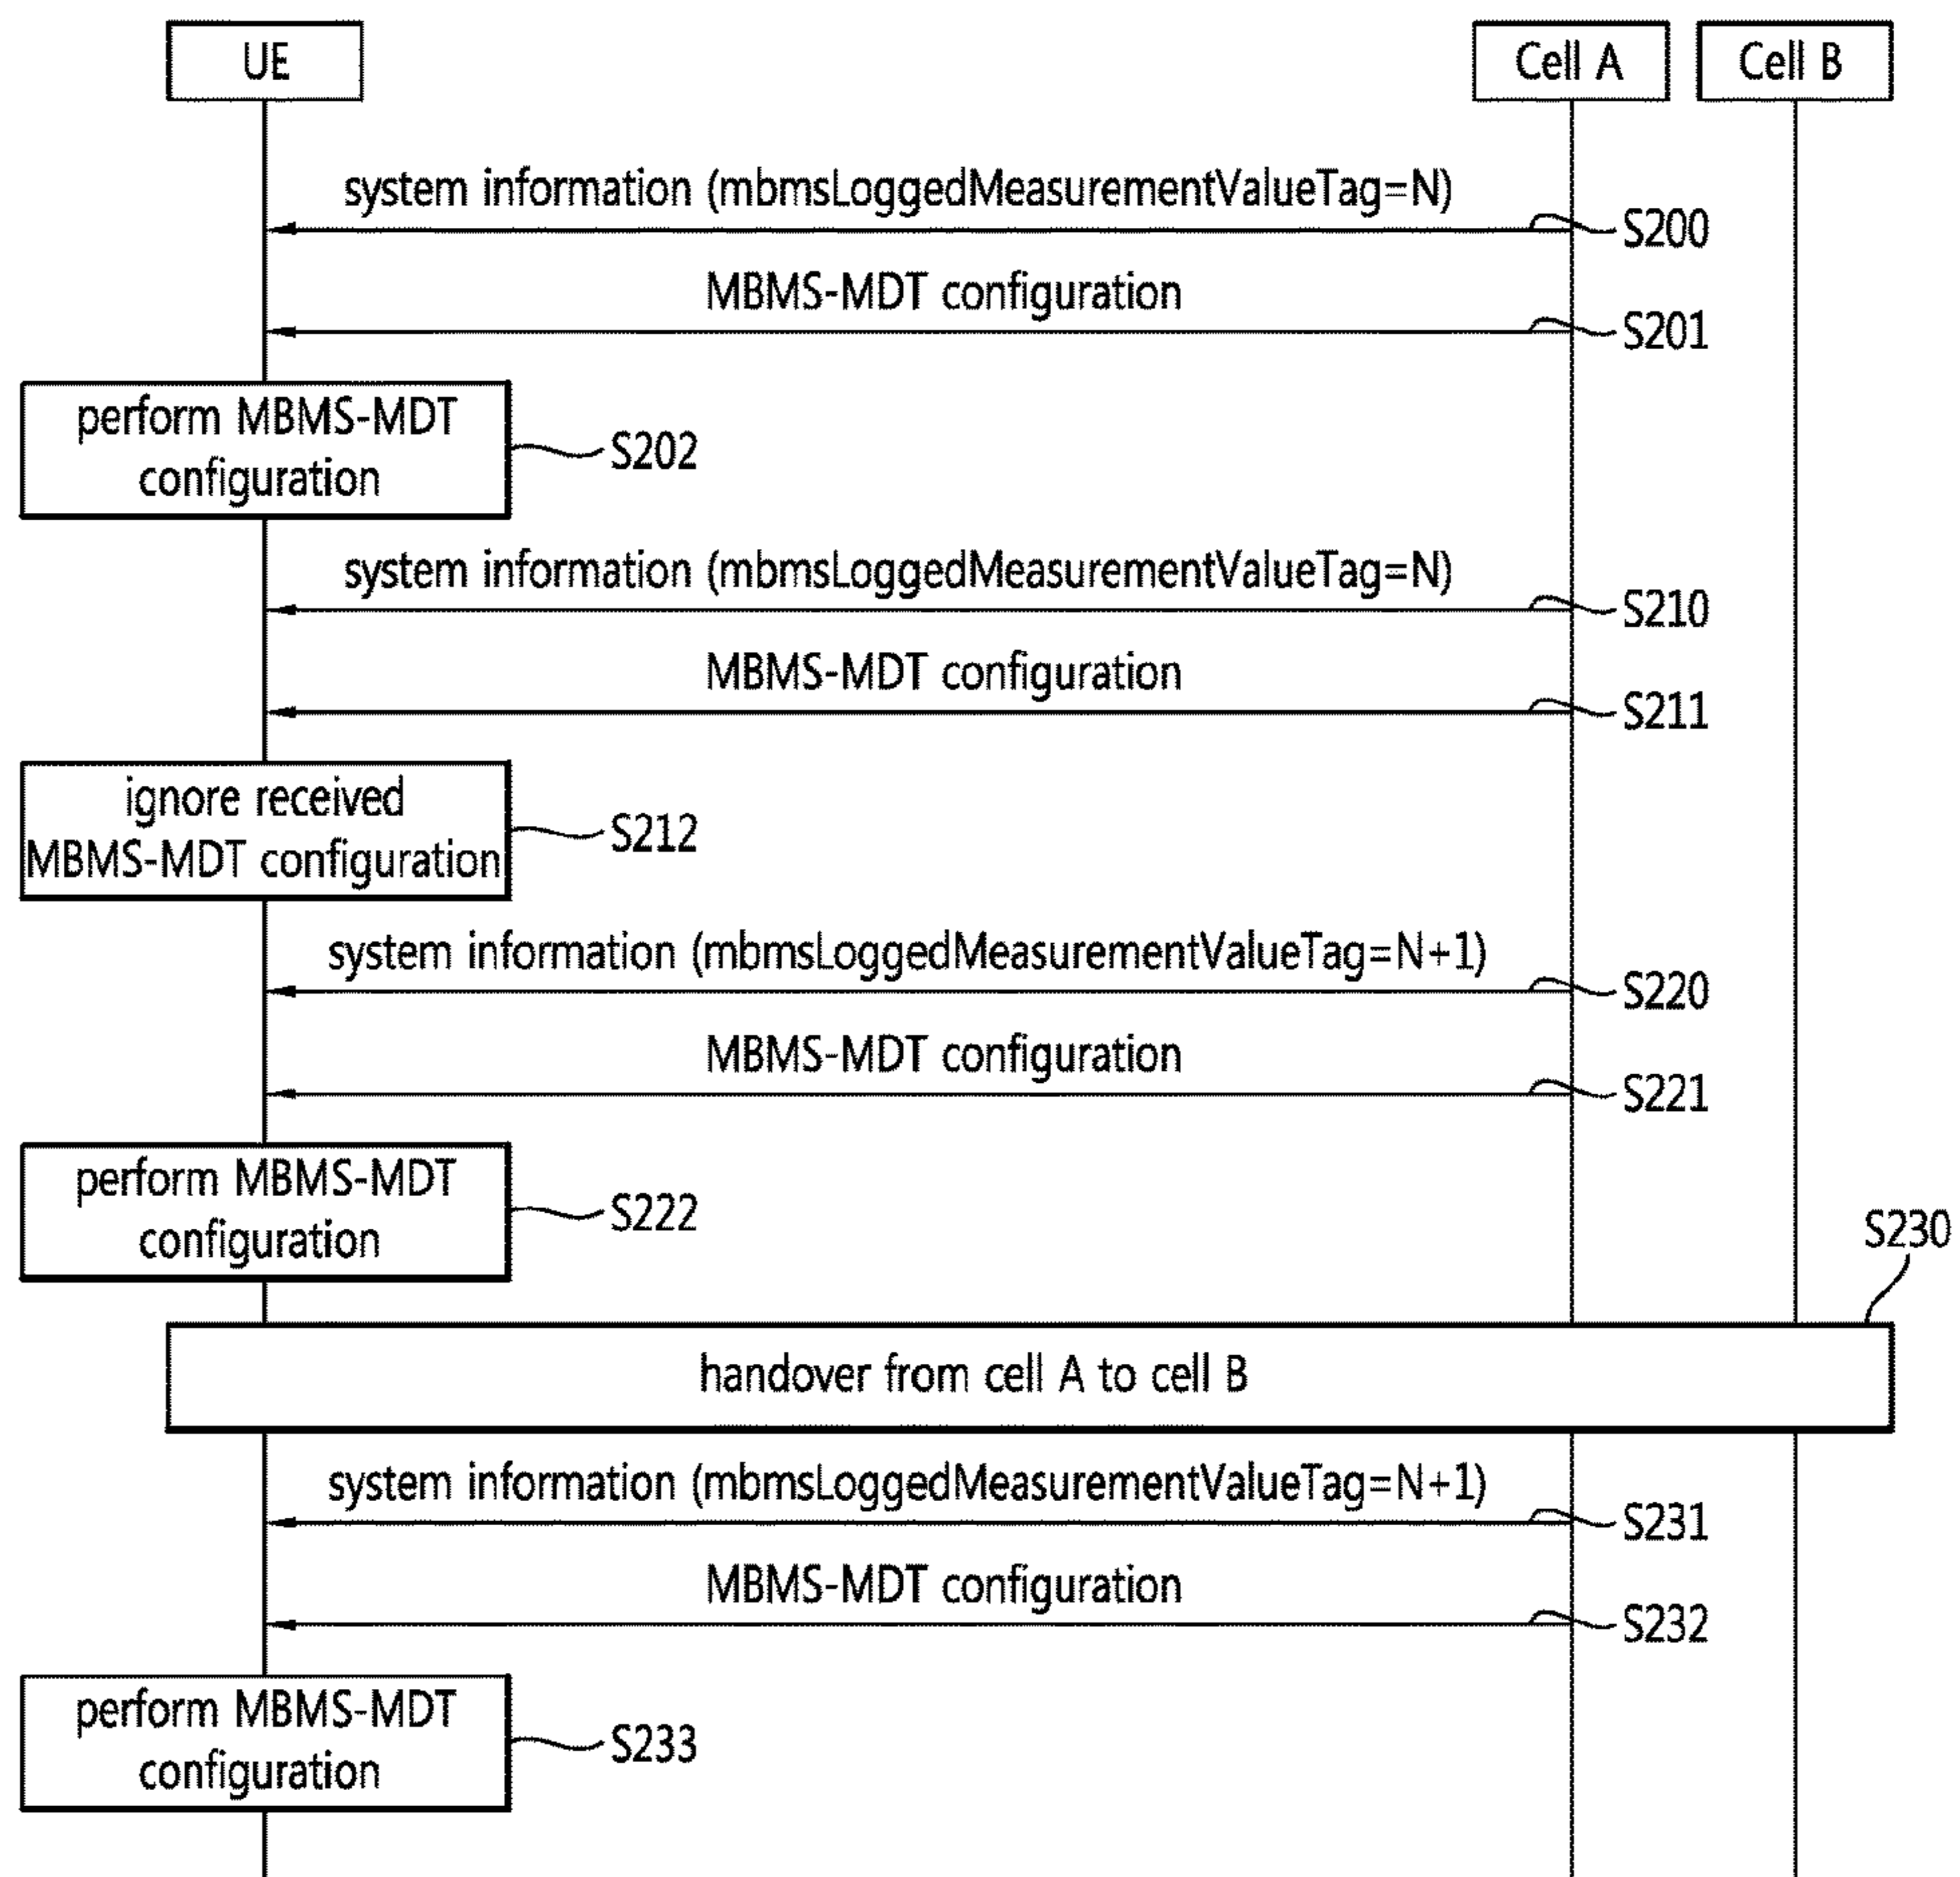 UE
Cell A
Cell B
system information (mbmsLoggedMeasurementValueTag=N)
S200
MBMS-MDT configuration
S201
perform MBMS-MDT
configuration
S202
system information (mbmsLoggedMeasurementValueTag=N)
S210
MBMS-MDT configuration
S211
ignore received
MBMS-MDT configuration
S212
system information (mbmsLoggedMeasurementValueTag=N+1)
S220
MBMS-MDT configuration
S221
perform MBMS-MDT
configuration
S222
S230
handover from cell A to cell B
system information (mbmsLoggedMeasurementValueTag=N+1)
S231
MBMS-MDT configuration
S232
perform MBMS-MDT
configuration
S233